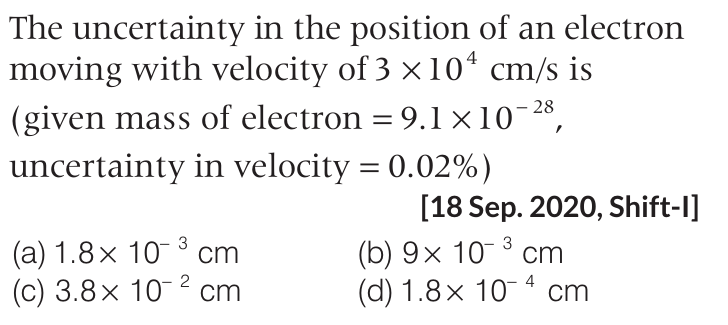 The uncertainty in the position of an electron
moving with velocity of 3 × 10⁴ cm/s is
(given mass of electron = 9.1 × 10⁻²⁸,
uncertainty in velocity = 0.02%)
[18 Sep. 2020, Shift-I]
(a) 1.8× 10⁻³ cm (b) 9× 10⁻³ cm
(c) 3.8× 10⁻² cm (d) 1.8× 10⁻⁴ cm